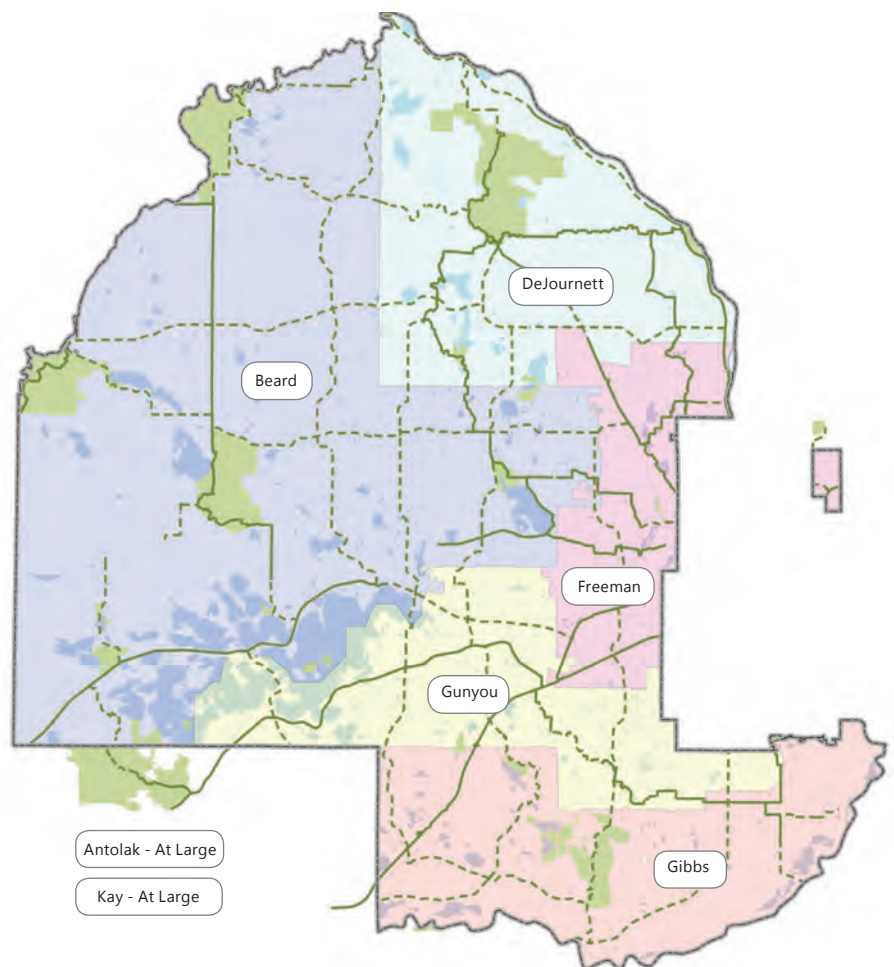 DeJournett
Beard
Freeman
Gunyou
Antolak - At Large
Gibbs
Kay - At Large